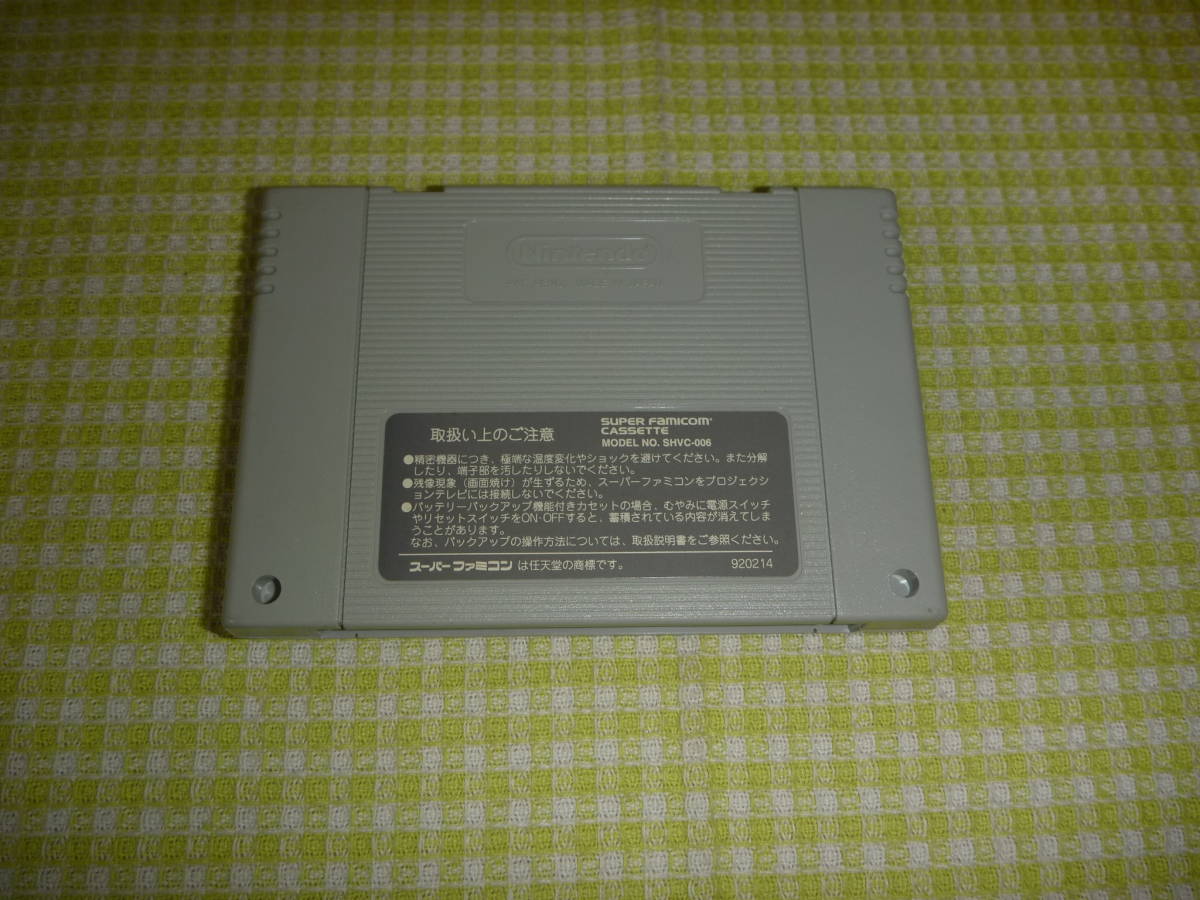 Nintendo
MADE IN JAPAN
取扱い上のご注意
SUPER FAMICOM
CASSETTE
MODEL NO. SHVC-006
●精密機器につき、極端な温度変化やショックを避けてください。また分解
したり、端子部を汚したりしないでください。
●残像現象（画面焼け）が生ずるため、スーパーファミコンをプロジェクシ
ョンテレビには接続しないでください。
●バッテリーバックアップ機能付きカセットの場合、むやみに電源スイッチ
やリセットスイッチをON・OFFすると、蓄積されている内容が消えてしま
うことがあります。
なお、バックアップの操作方法については、取扱説明書をご参照ください。
スーパーファミコンは任天堂の商標です。
920214